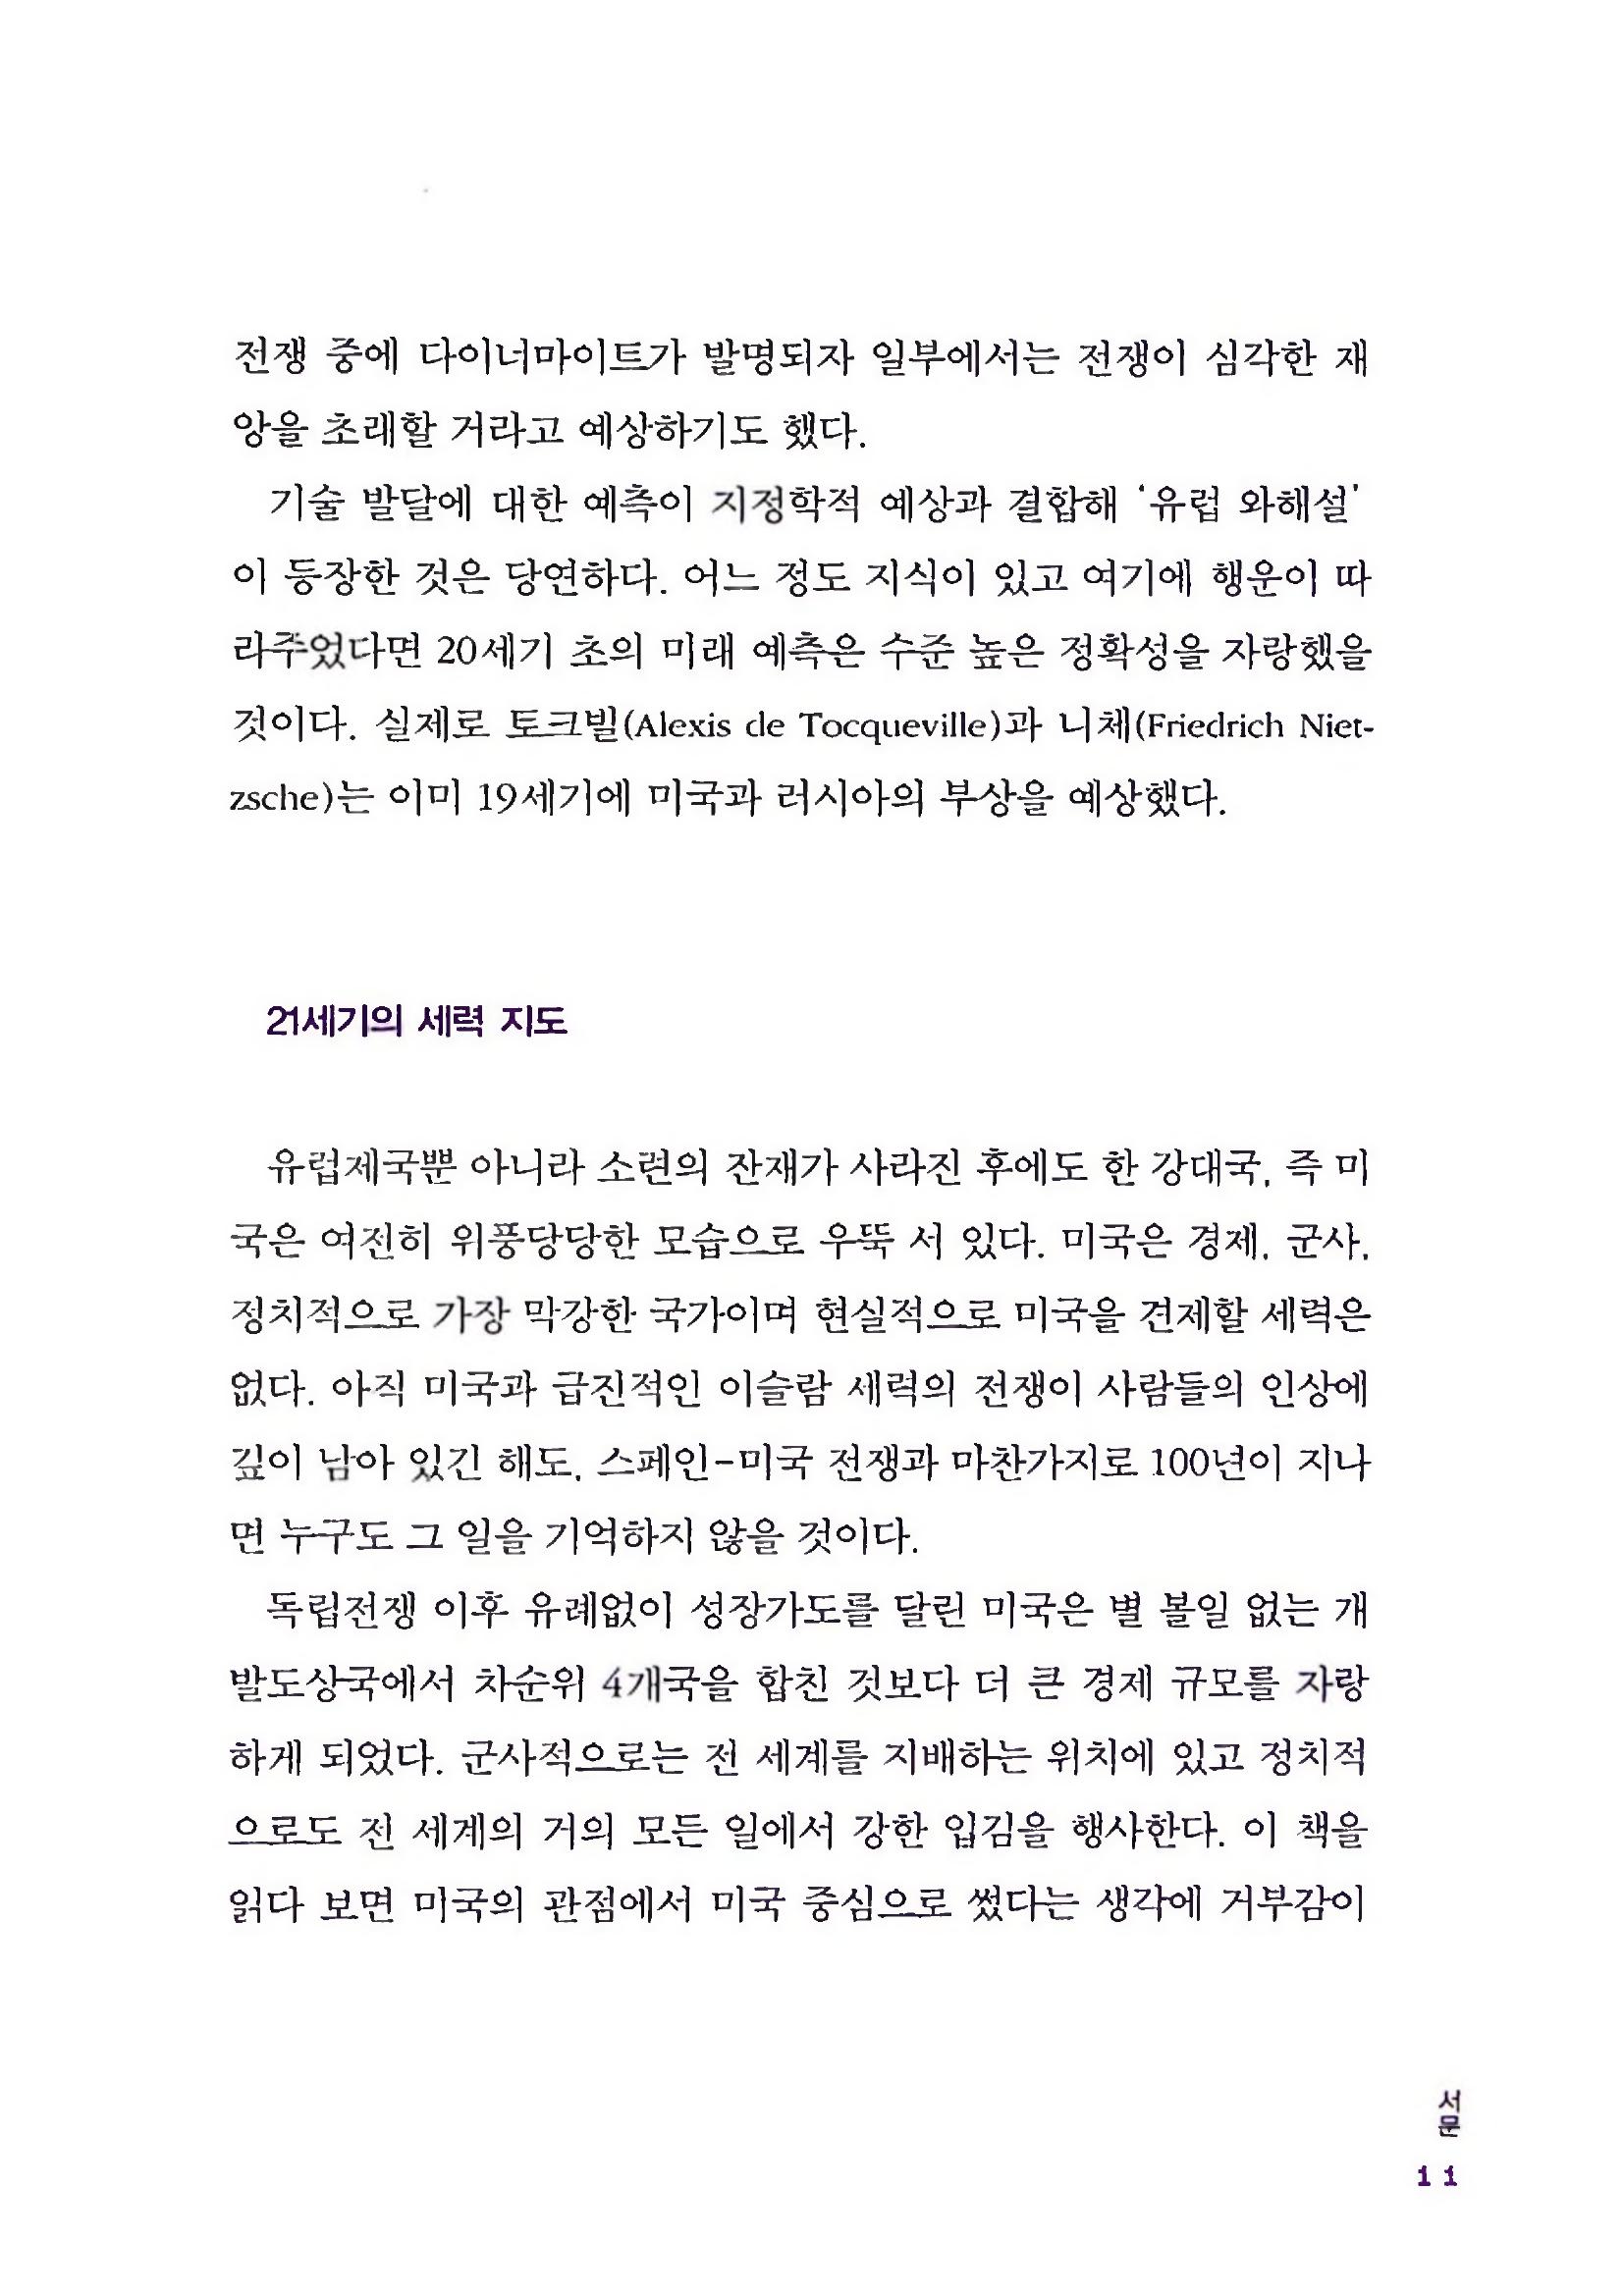 전쟁 중에 다이너마이트가 발명되자 일부에서는 전쟁이 심각한 재
앙을 초래할 거라고 예상하기도 했다.
기술 발달에 대한 예측이 지정학적 예상과 결합해 ‘유럽 와해설’
이 등장한 것은 당연하다. 어느 정도 지식이 있고 여기에 행운이 따
라주었다면 20세기 초의 미래 예측은 수준 높은 정확성을 자랑했을
것이다. 실제로 토크빌(Alexis de Tocqueville)과 니체(Friedrich Niet-
zsche)는 이미 19세기에 미국과 러시아의 부상을 예상했다.
21세기의 세력 지도
유럽제국뿐 아니라 소련의 잔재가 사라진 후에도 한 강대국, 즉 미
국은 여전히 위풍당당한 모습으로 우뚝 서 있다. 미국은 경제, 군사,
정치적으로 가장 막강한 국가이며 현실적으로 미국을 견제할 세력은
없다. 아직 미국과 급진적인 이슬람 세력의 전쟁이 사람들의 인상에
깊이 남아 있긴 해도, 스페인-미국 전쟁과 마찬가지로 100년이 지나
면 누구도 그 일을 기억하지 않을 것이다.
독립전쟁 이후 유례없이 성장가도를 달린 미국은 별 볼일 없는 개
발도상국에서 차순위 4개국을 합친 것보다 더 큰 경제 규모를 자랑
하게 되었다. 군사적으로는 전 세계를 지배하는 위치에 있고 정치적
으로도 전 세계의 거의 모든 일에서 강한 입김을 행사한다. 이 책을
읽다 보면 미국의 관점에서 미국 중심으로 썼다는 생각에 거부감이
서문
11